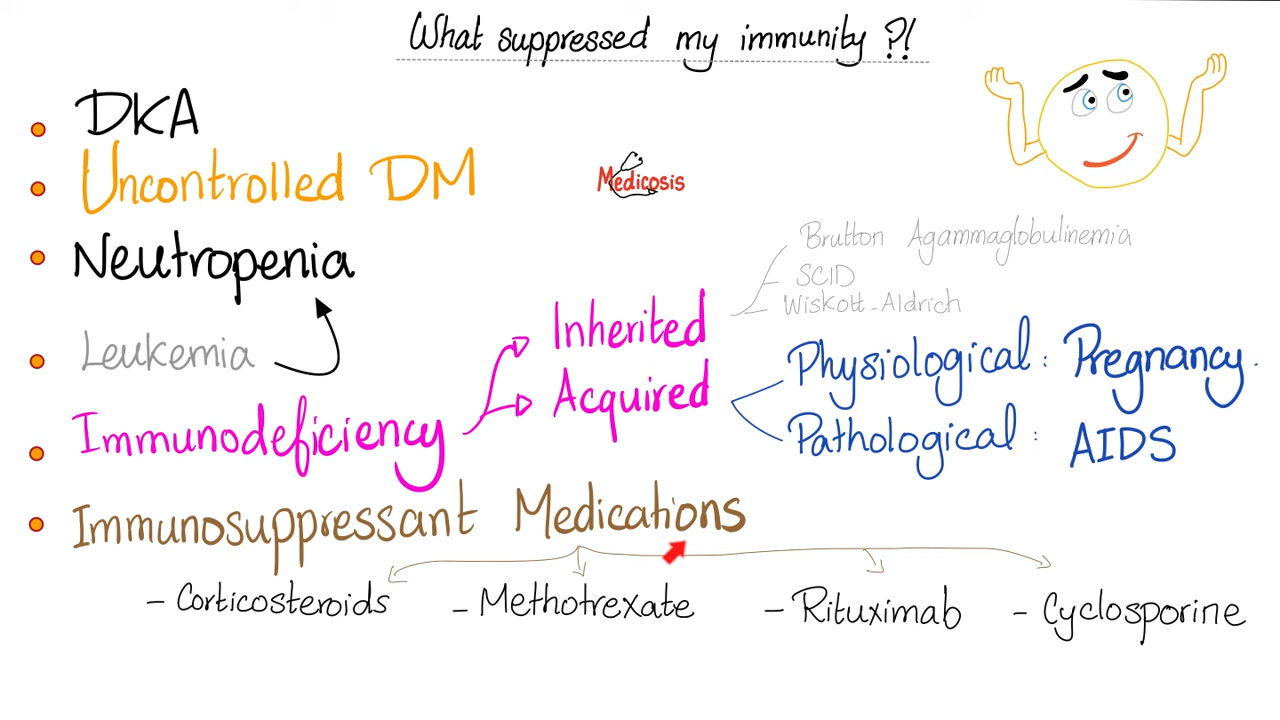 What suppressed my immunity ?!
DKA
Uncontrolled DM
Medicosis
Neutropenia
Brutton Agammaglobulinemia
SCID
Wiskott-Aldrich
Leukemia
Inherited
Physiological : Pregnancy.
Immunodeficiency
Acquired
Pathological : AIDS
Immunosuppressant Medications
- Corticosteroids - Methotrexate - Rituximab - Cyclosporine